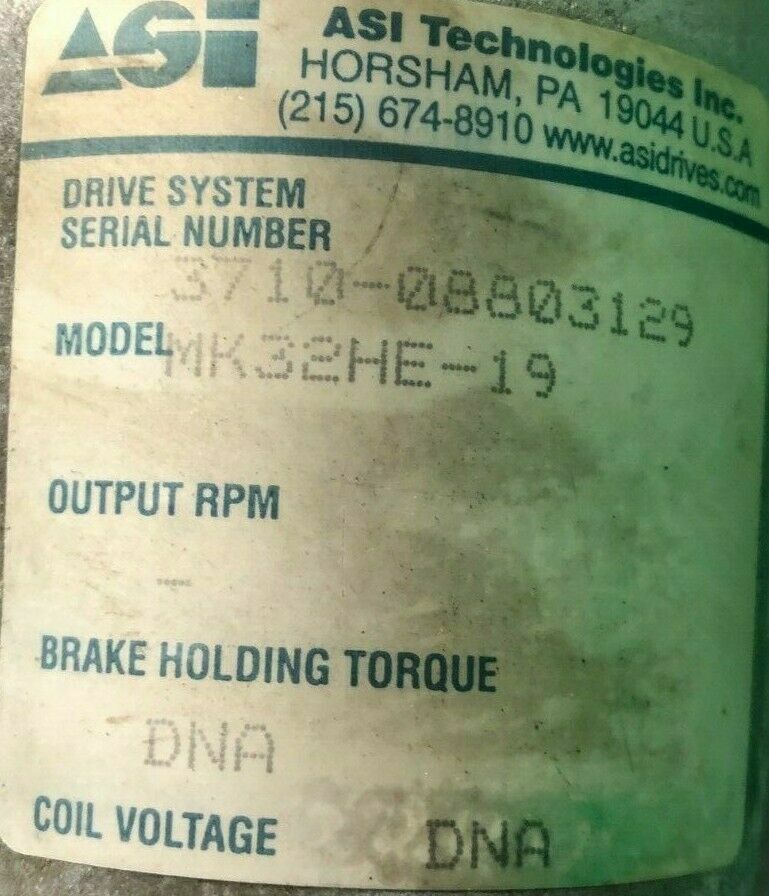 ASI
ASI Technologies Inc.
HORSHAM, PA 19044 U.S.A
(215) 674-8910 www.asidrives.com
DRIVE SYSTEM
SERIAL NUMBER
3710-08803129
MODEL MK32HE-19
OUTPUT RPM
BRAKE HOLDING TORQUE
DNA
COIL VOLTAGE DNA